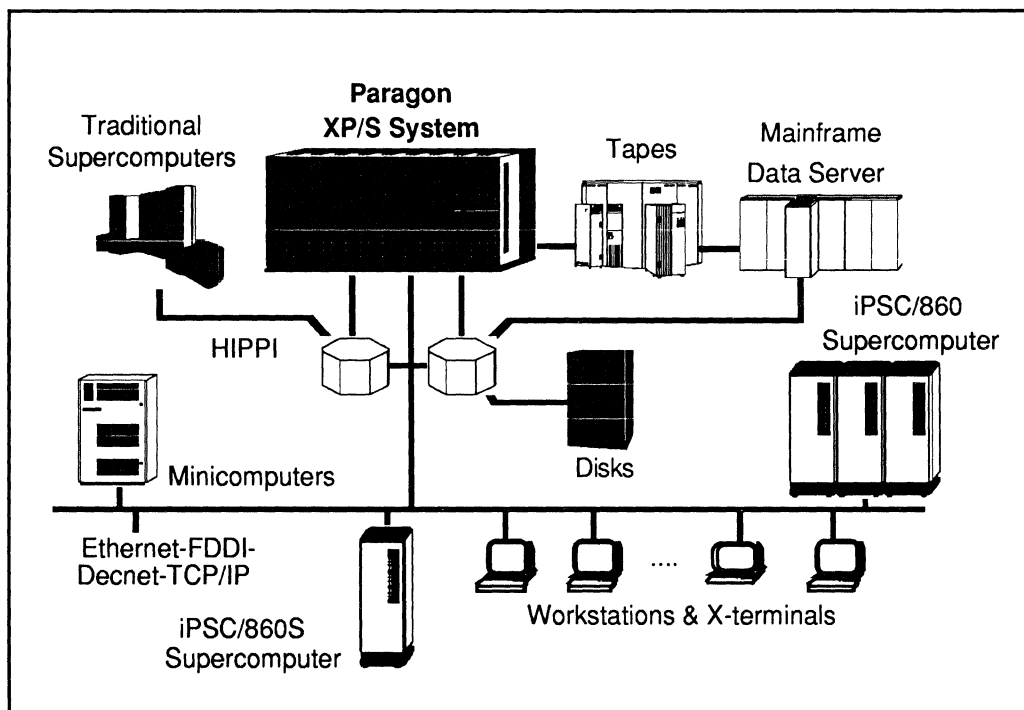 Paragon
XP/S System
Traditional
Supercomputers
Tapes
Mainframe
Data Server
iPSC/860
Supercomputer
HIPPI
Disks
Minicomputers
Ethernet-FDDI-
Decnet-TCP/IP
....
Workstations & X-terminals
iPSC/860S
Supercomputer